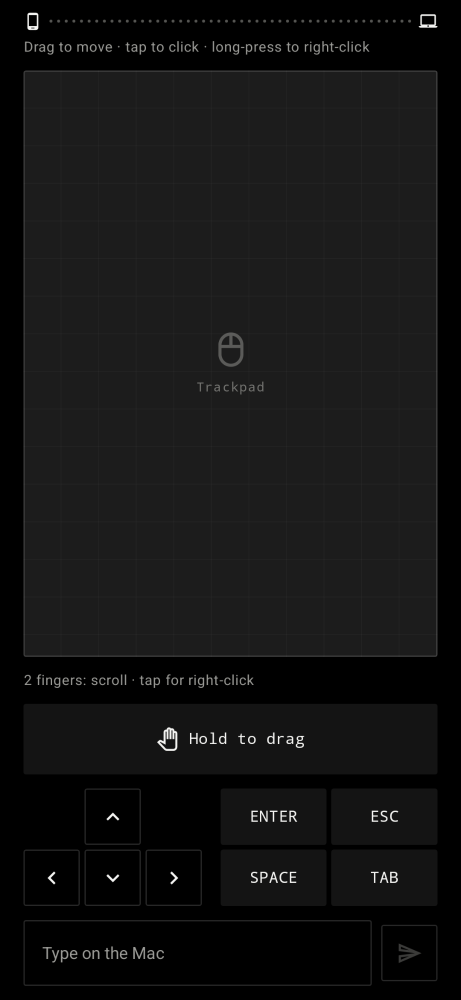 Drag to move · tap to click · long-press to right-click
Trackpad
2 fingers: scroll · tap for right-click
Hold to drag
ENTER
ESC
SPACE
TAB
Type on the Mac